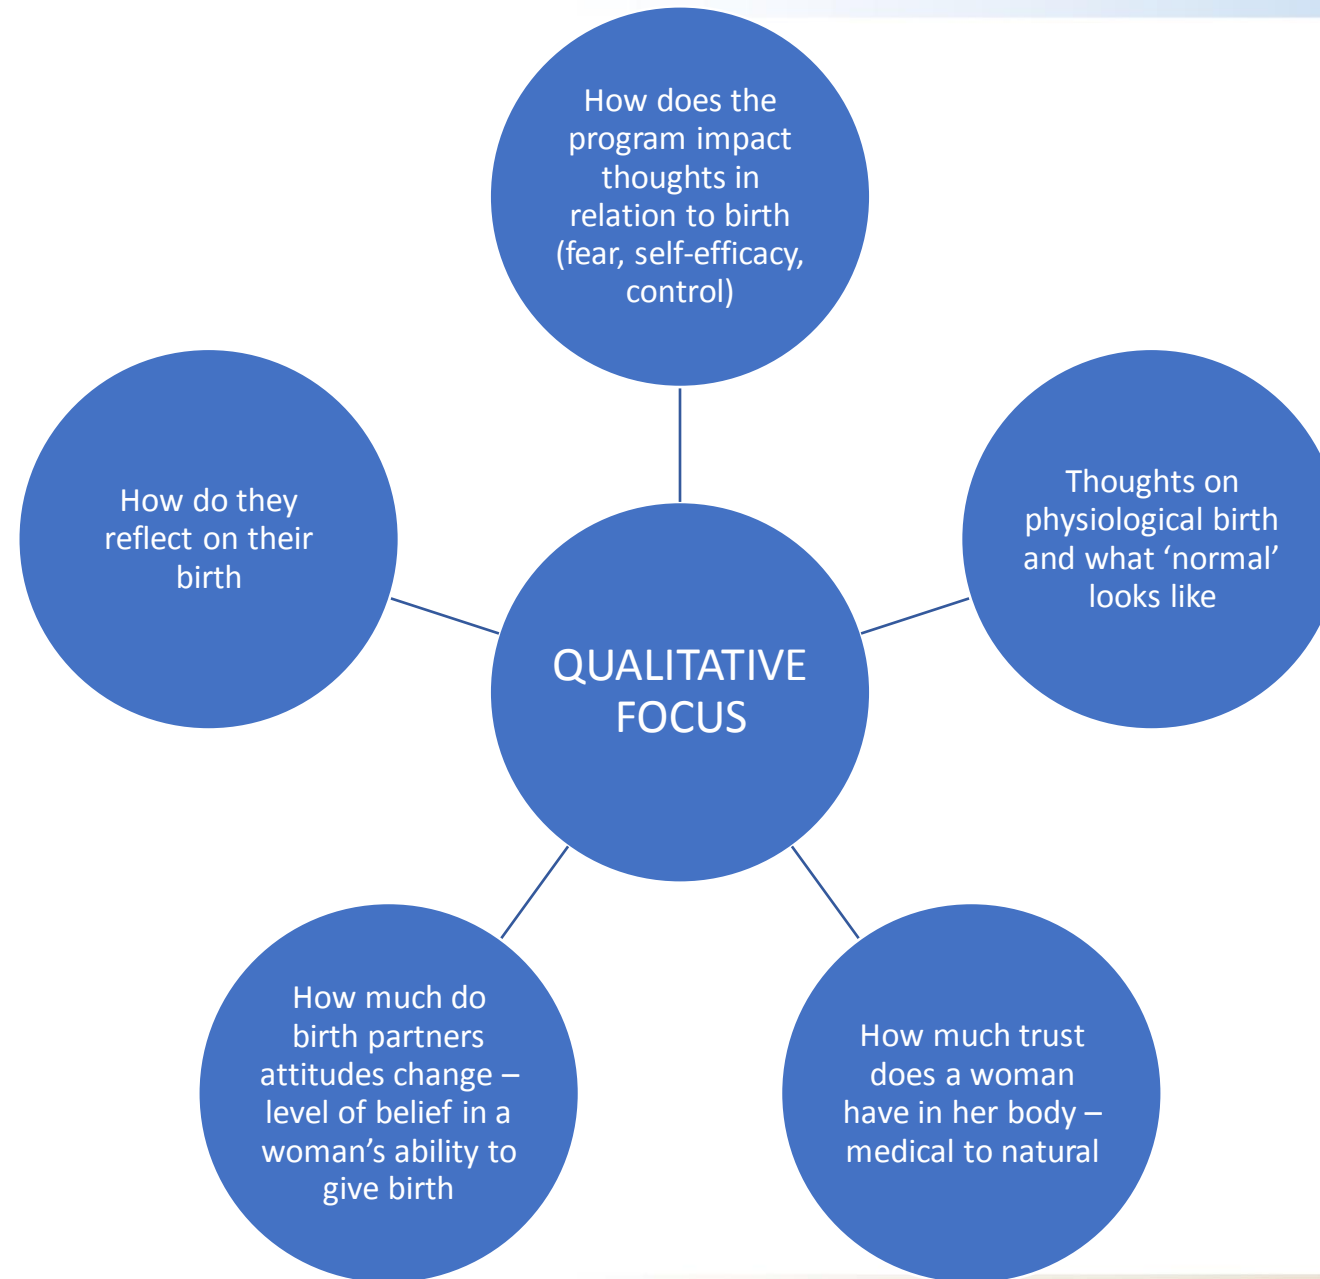 How does the
program impact
thoughts in
relation to birth
(fear, self-efficacy,
control)
Thoughts on
physiological birth
and what ‘normal’
looks like
How much trust
does a woman
have in her body –
medical to natural
How much do
birth partners
attitudes change –
level of belief in a
woman’s ability to
give birth
How do they
reflect on their
birth
QUALITATIVE
FOCUS